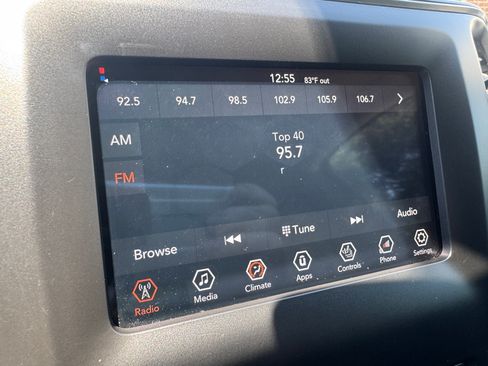 12:55 83°F out
92.5 94.7 98.5 102.9 105.9 106.7
AM
Top 40
95.7
FM
r
Browse Tune Audio
Radio Media Climate Apps Controls Phone Settings